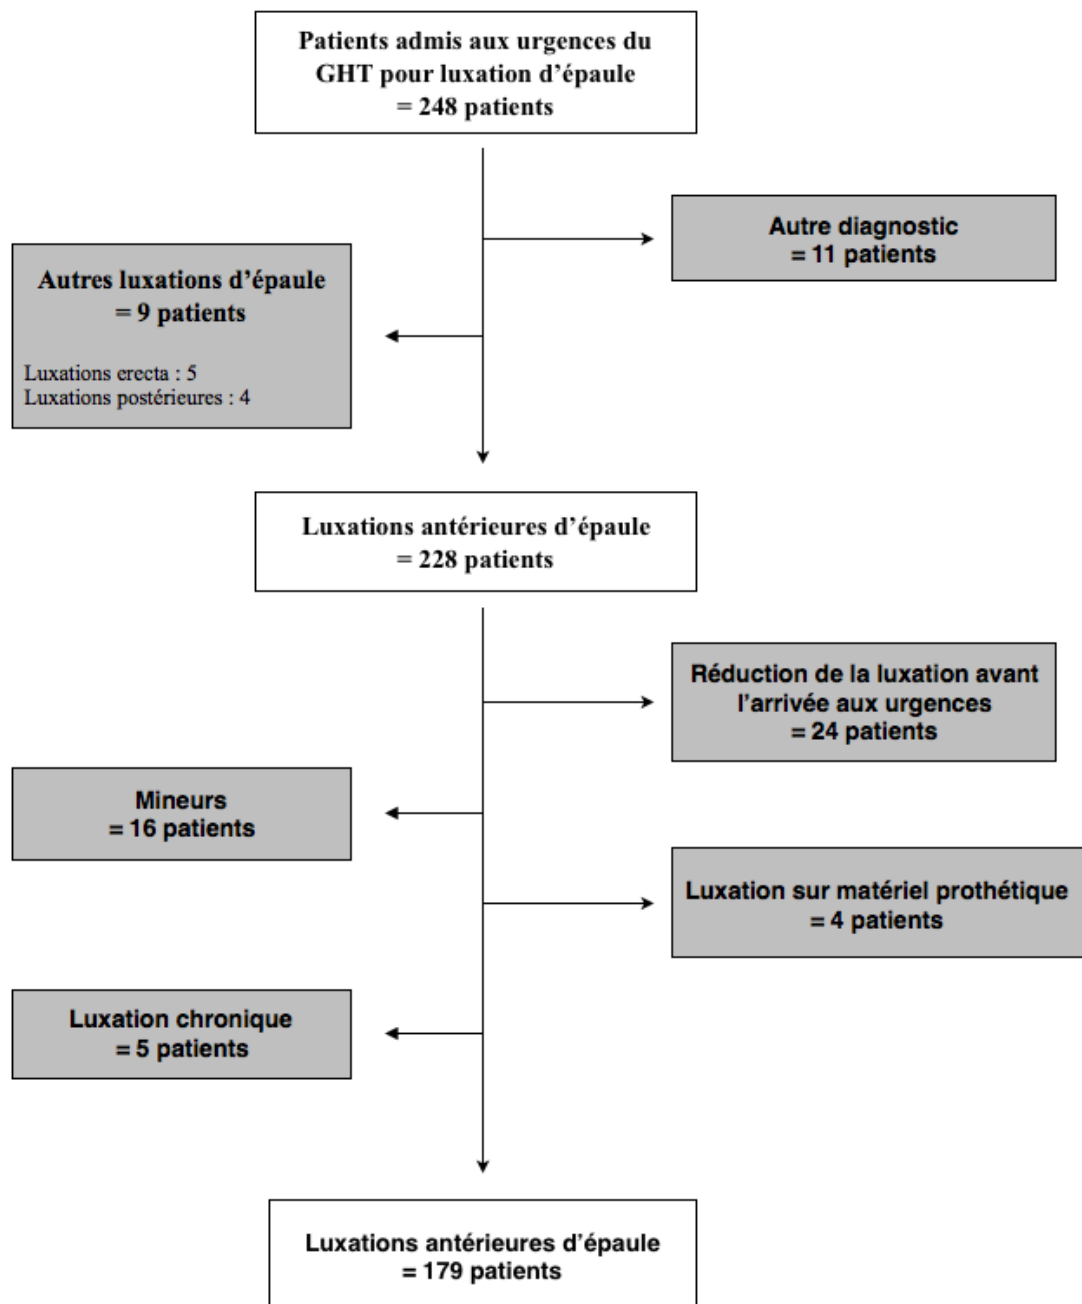 Patients admis aux urgences du
GHT pour luxation d’épaule
= 248 patients
Autre diagnostic
= 11 patients
Autres luxations d’épaule
= 9 patients
Luxations erecta : 5
Luxations postérieures : 4
Luxations antérieures d’épaule
= 228 patients
Réduction de la luxation avant
l’arrivée aux urgences
= 24 patients
Mineurs
= 16 patients
Luxation sur matériel prothétique
= 4 patients
Luxation chronique
= 5 patients
Luxations antérieures d’épaule
= 179 patients